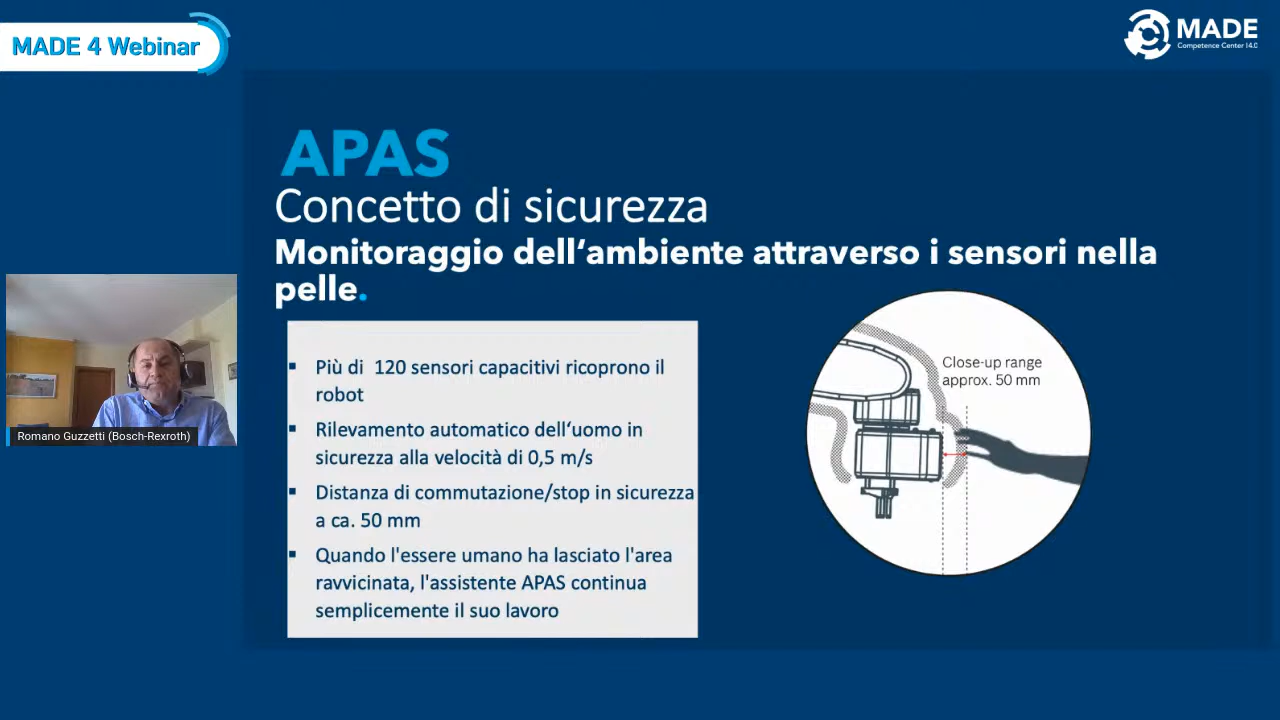 MADE 4 Webinar
MADE
Competence Center I4.0
APAS
Concetto di sicurezza
Monitoraggio dell‘ambiente attraverso i sensori nella
pelle.
▪ Più di  120 sensori capacitivi ricoprono il
robot
▪ Rilevamento automatico dell‘uomo in
sicurezza alla velocità di 0,5 m/s
▪ Distanza di commutazione/stop in sicurezza
a ca. 50 mm
▪ Quando l'essere umano ha lasciato l'area
ravvicinata, l'assistente APAS continua
semplicemente il suo lavoro
Close-up range
approx. 50 mm
Romano Guzzetti (Bosch-Rexroth)